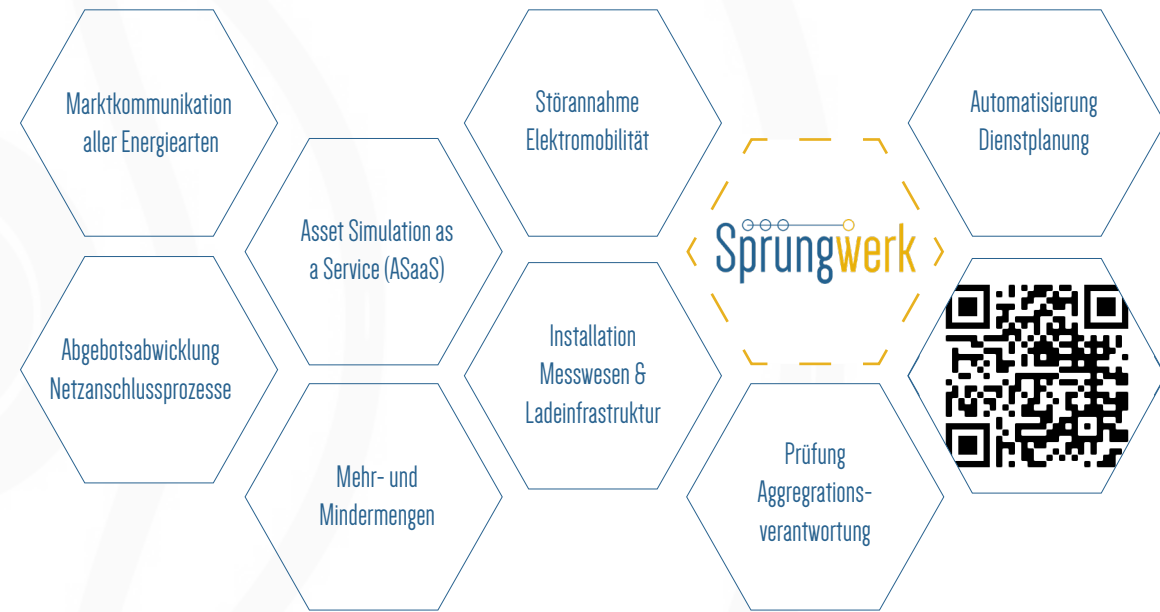 Marktkommunikation
aller Energiearten
Störannahme
Elektromobilität
Automatisierung
Dienstplanung
Asset Simulation as
a Service (ASaaS)
Sprungwerk
Abgebotsabwicklung
Netzanschlussprozesse
Installation
Messwesen &
Ladeinfrastruktur
Mehr- und
Mindermengen
Prüfung
Aggregrations-
verantwortung